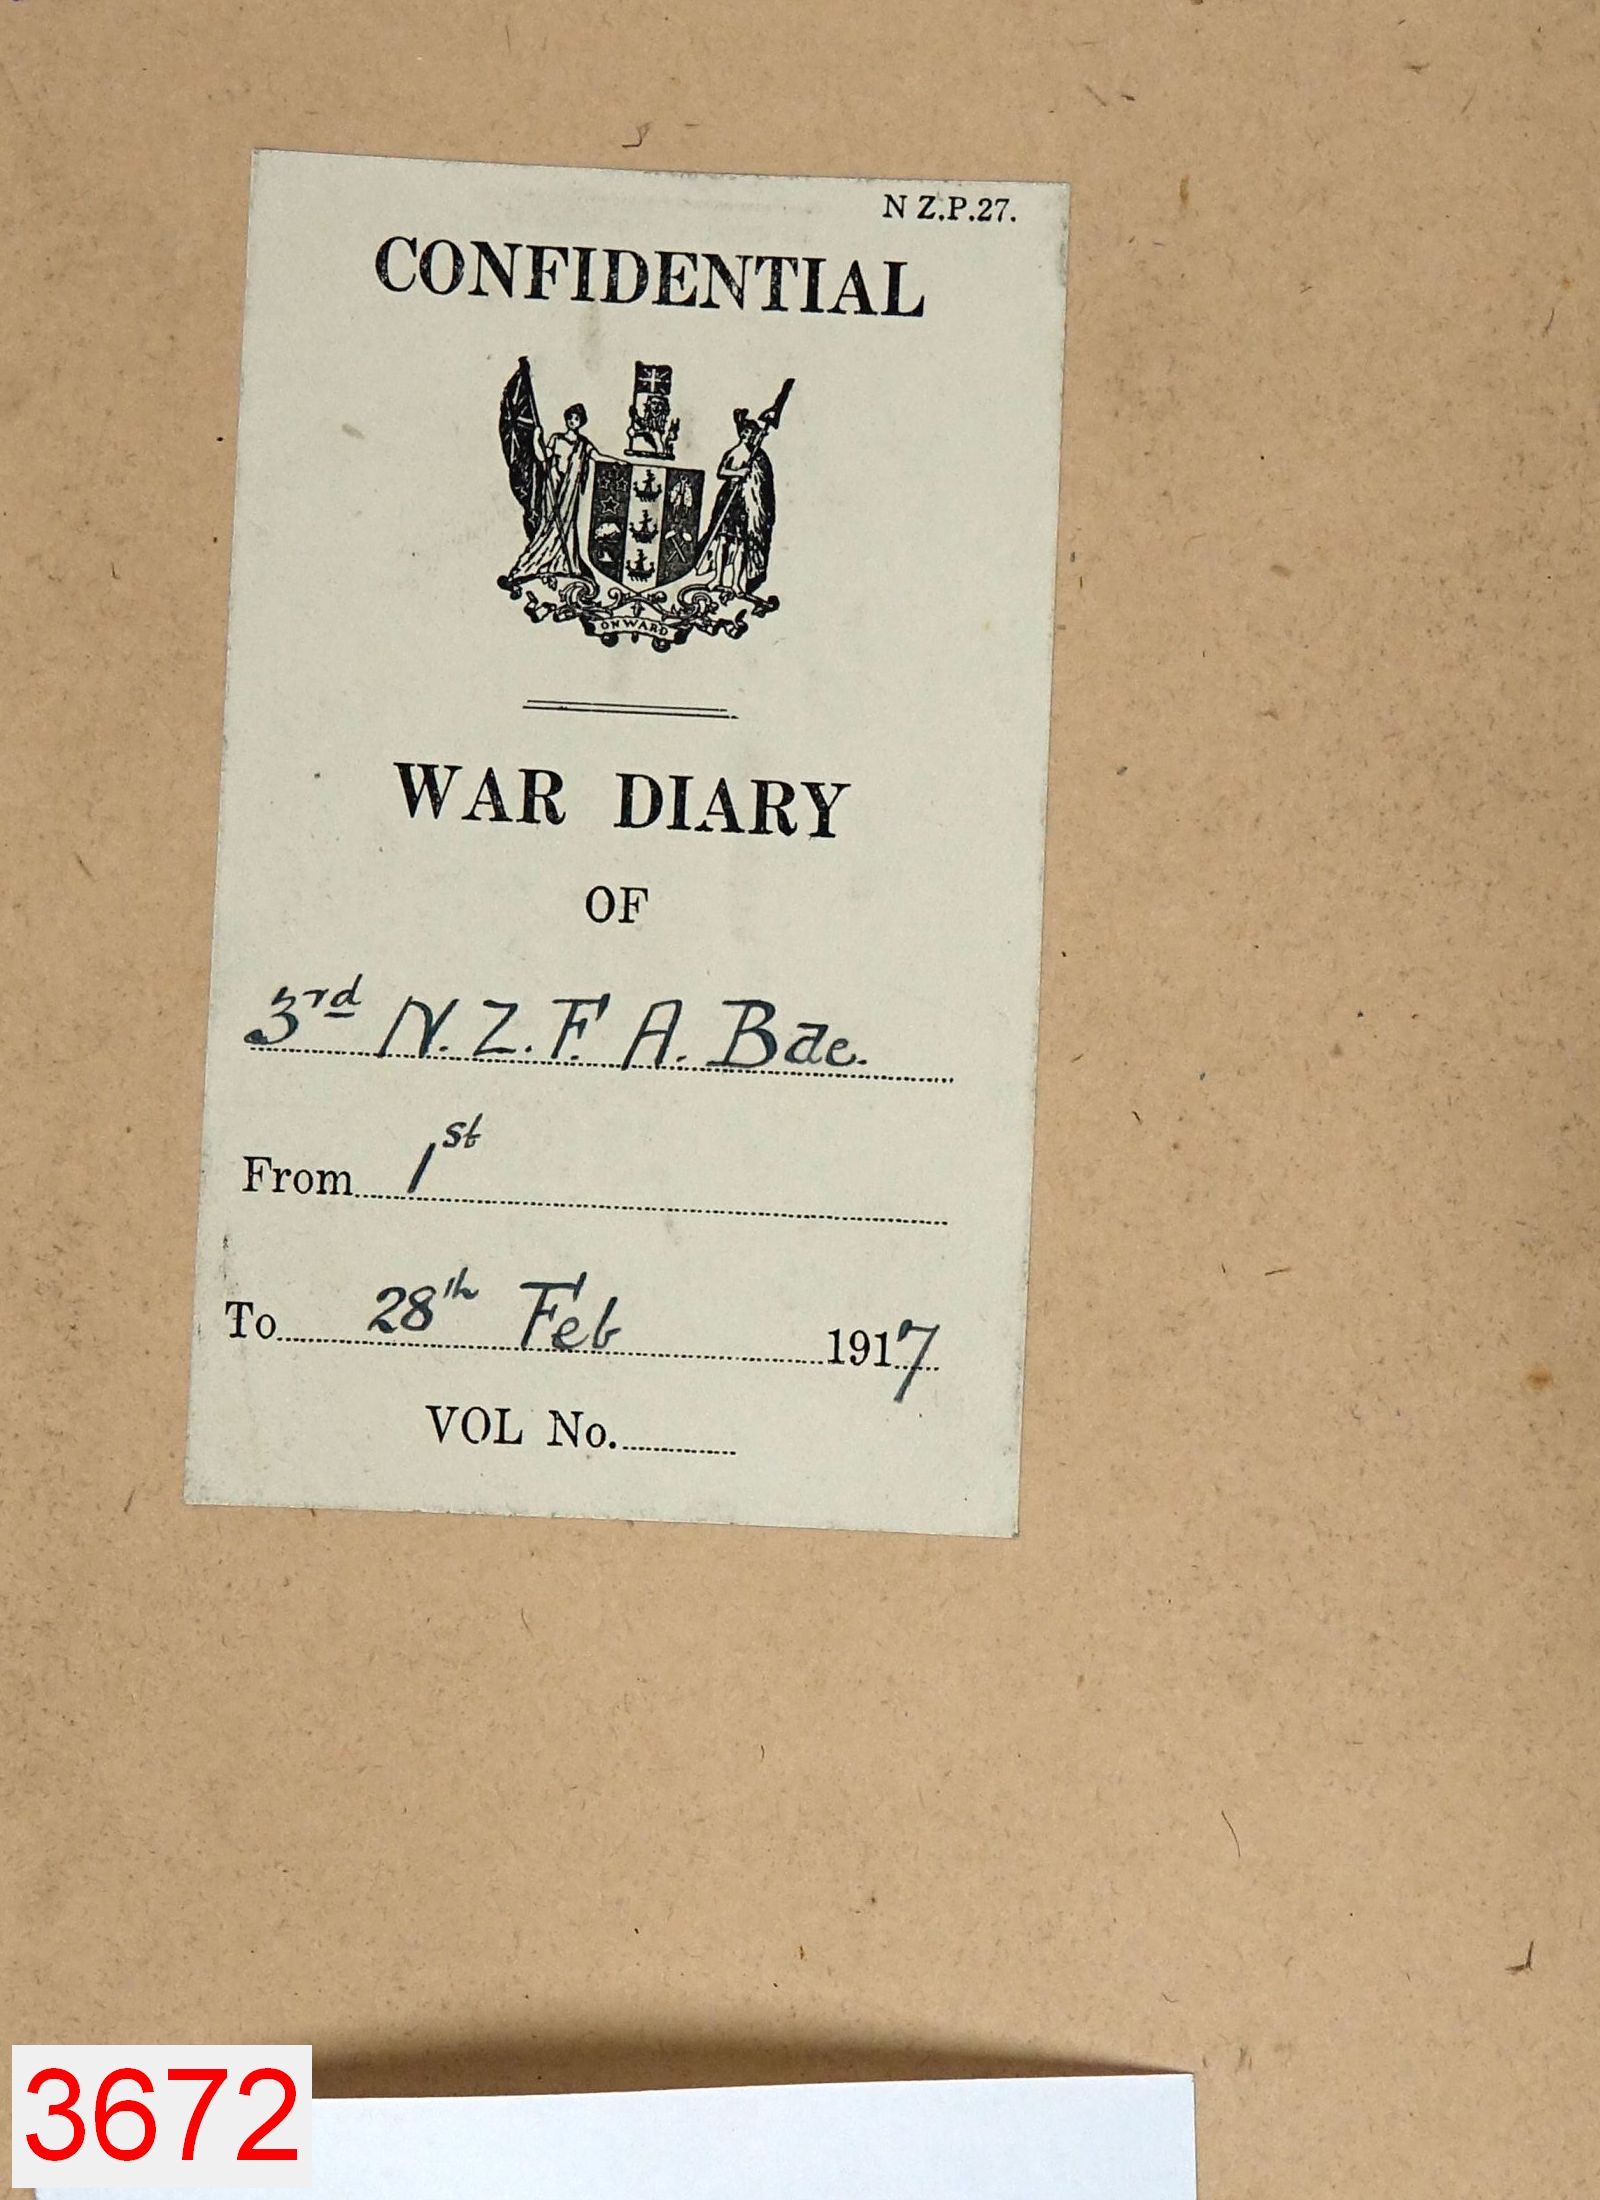 N Z.P.27.
CONFIDENTIAL
ONWARD
WAR DIARY
OF
3rd N.Z.F.A. Bde.
From 1st
To 28th Feb 1917
VOL No.
3672